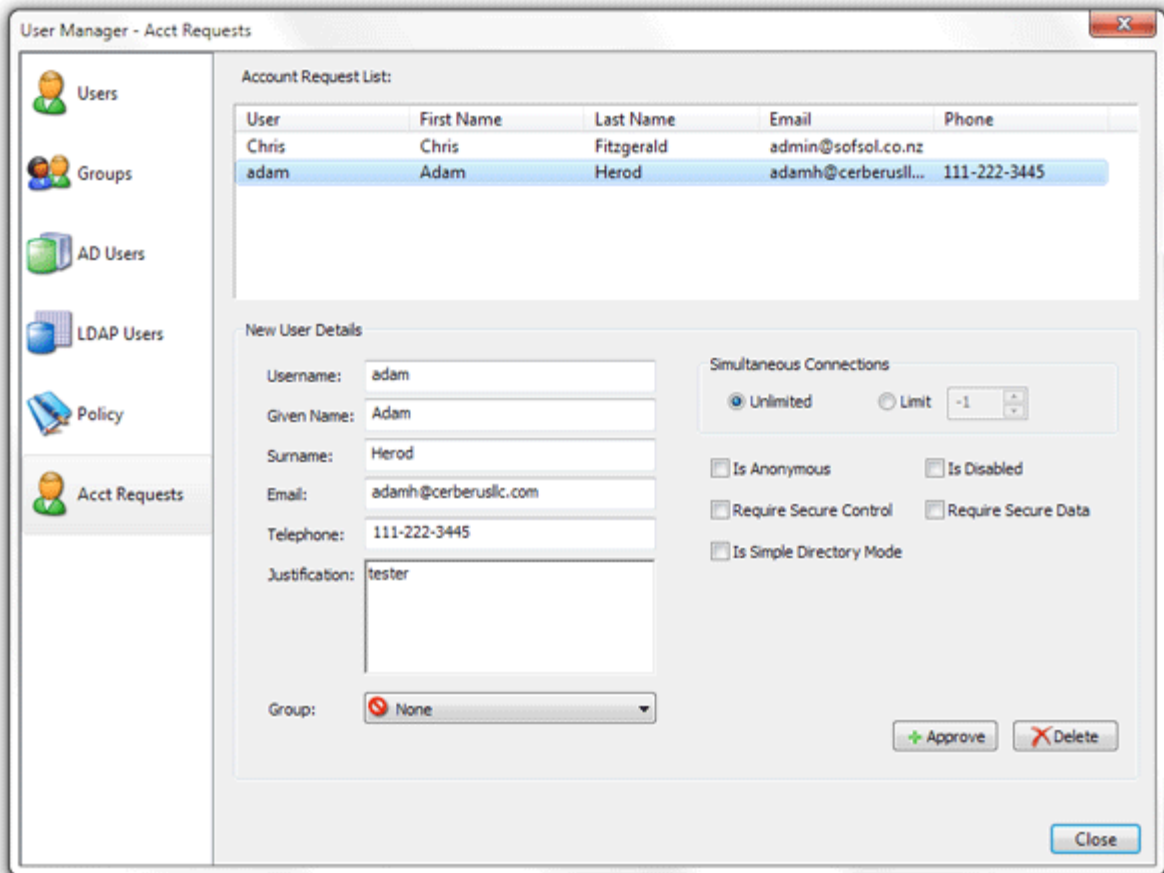 User Manager - Acct Requests
Users
Groups
AD Users
LDAP Users
Policy
Acct Requests
Account Request List:
User First Name Last Name Email Phone
Chris Chris Fitzgerald admin@sofsol.co.nz
adam Adam Herod adamh@cerberusll... 111-222-3445
New User Details
Username: adam
Given Name: Adam
Surname: Herod
Email: adamh@cerberusllc.com
Telephone: 111-222-3445
Justification: tester
Group: None
Simultaneous Connections
Unlimited Limit -1
Is Anonymous Is Disabled
Require Secure Control Require Secure Data
Is Simple Directory Mode
Approve Delete
Close